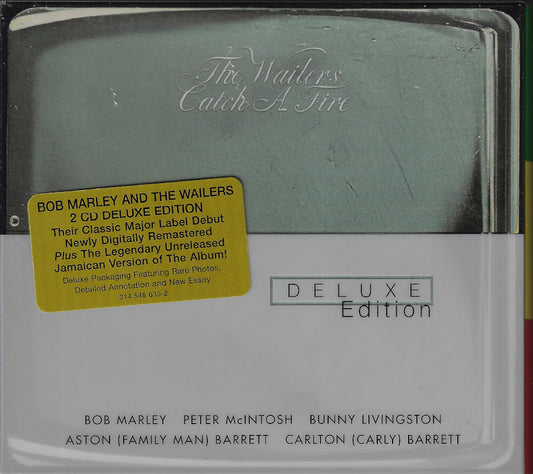 The Wailers
Catch A Fire
BOB MARLEY AND THE WAILERS
2 CD DELUXE EDITION
Their Classic Major Label Debut
Newly Digitally Remastered
Plus The Legendary Unreleased
Jamaican Version of The Album!
Deluxe Packaging Featuring Rare Photos,
Detailed Annotation and New Essay
314 548 635-2
DELUXE
Edition
BOB MARLEY PETER McINTOSH BUNNY LIVINGSTON
ASTON (FAMILY MAN) BARRETT CARLTON (CARLY) BARRETT